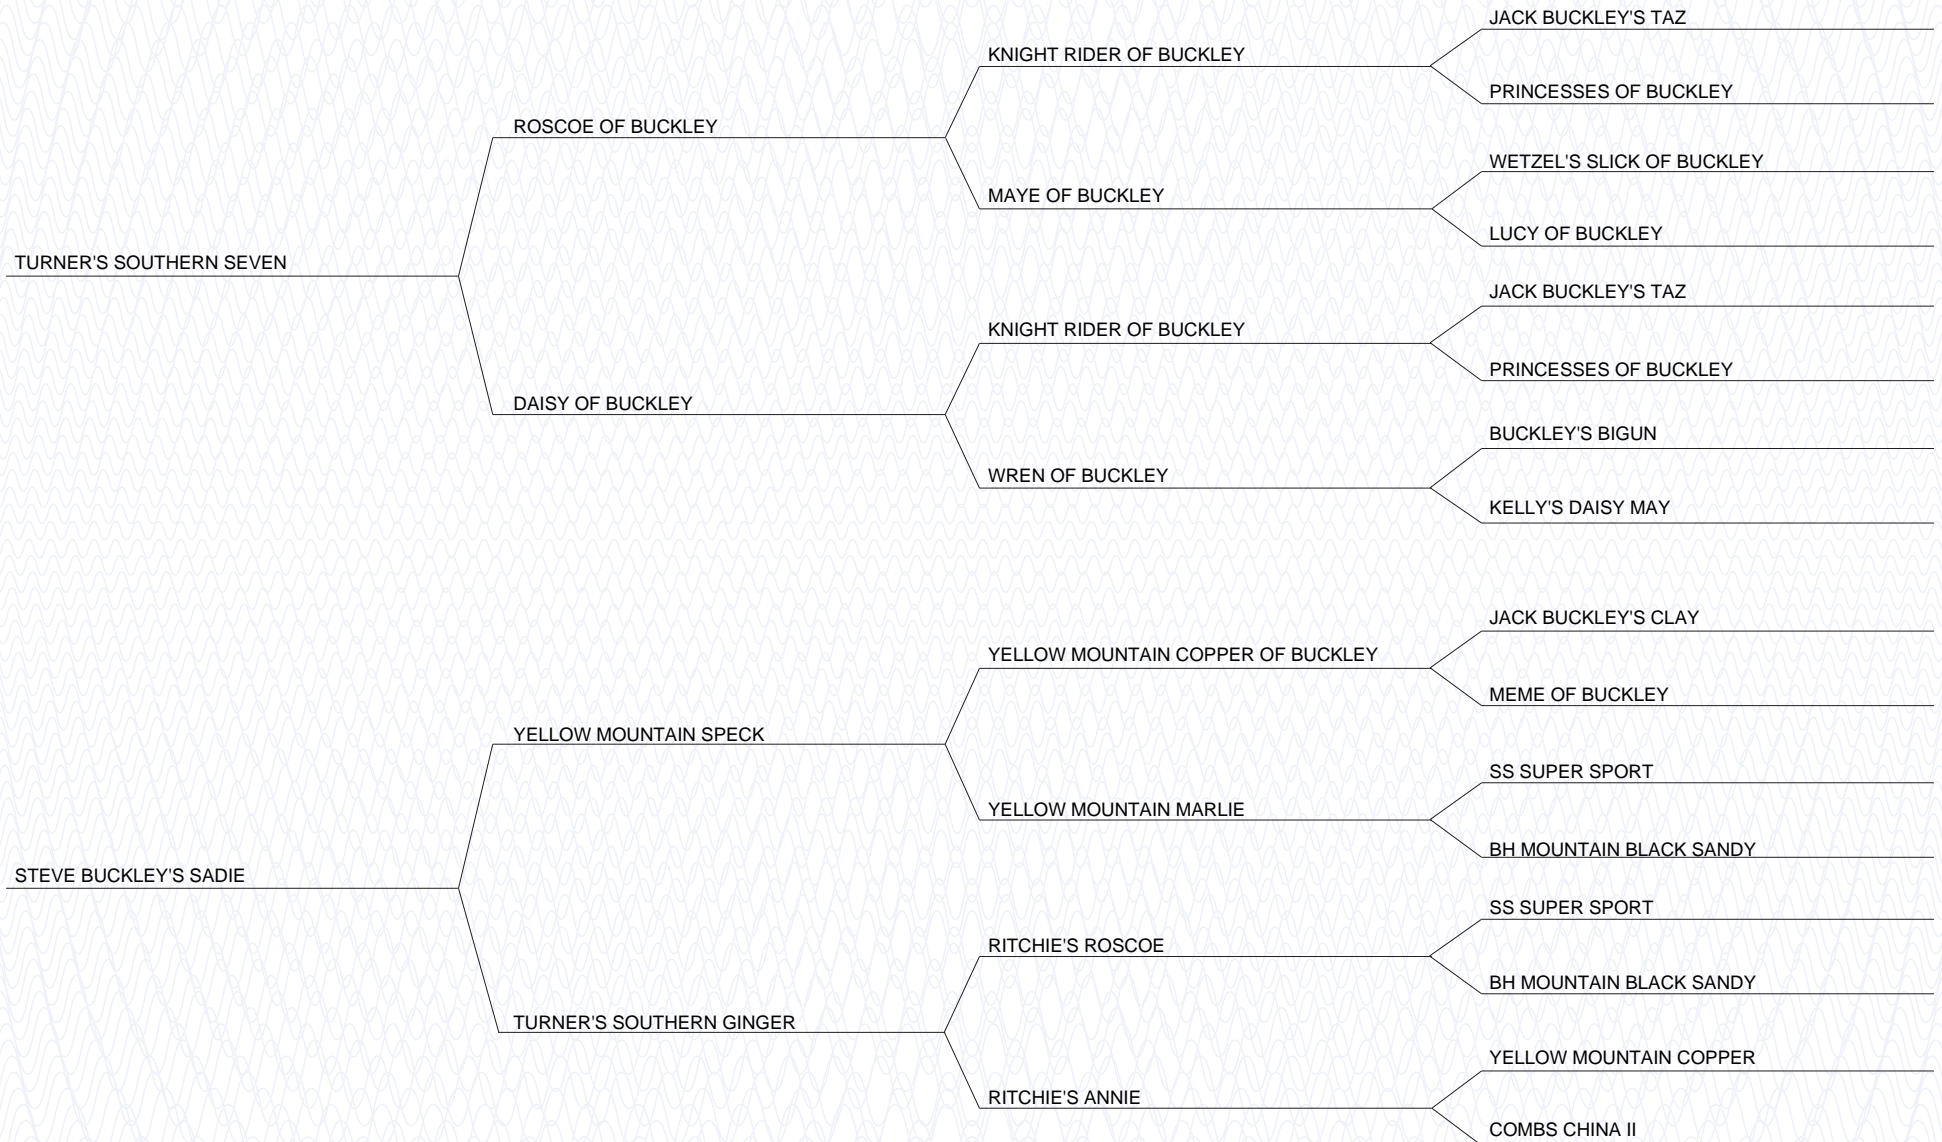 JACK BUCKLEY'S TAZ
KNIGHT RIDER OF BUCKLEY
PRINCESSES OF BUCKLEY
ROSCOE OF BUCKLEY
WETZEL'S SLICK OF BUCKLEY
MAYE OF BUCKLEY
LUCY OF BUCKLEY
TURNER'S SOUTHERN SEVEN
JACK BUCKLEY'S TAZ
KNIGHT RIDER OF BUCKLEY
PRINCESSES OF BUCKLEY
DAISY OF BUCKLEY
BUCKLEY'S BIGUN
WREN OF BUCKLEY
KELLY'S DAISY MAY
JACK BUCKLEY'S CLAY
YELLOW MOUNTAIN COPPER OF BUCKLEY
MEME OF BUCKLEY
YELLOW MOUNTAIN SPECK
SS SUPER SPORT
YELLOW MOUNTAIN MARLIE
BH MOUNTAIN BLACK SANDY
STEVE BUCKLEY'S SADIE
SS SUPER SPORT
RITCHIE'S ROSCOE
BH MOUNTAIN BLACK SANDY
TURNER'S SOUTHERN GINGER
YELLOW MOUNTAIN COPPER
RITCHIE'S ANNIE
COMBS CHINA II